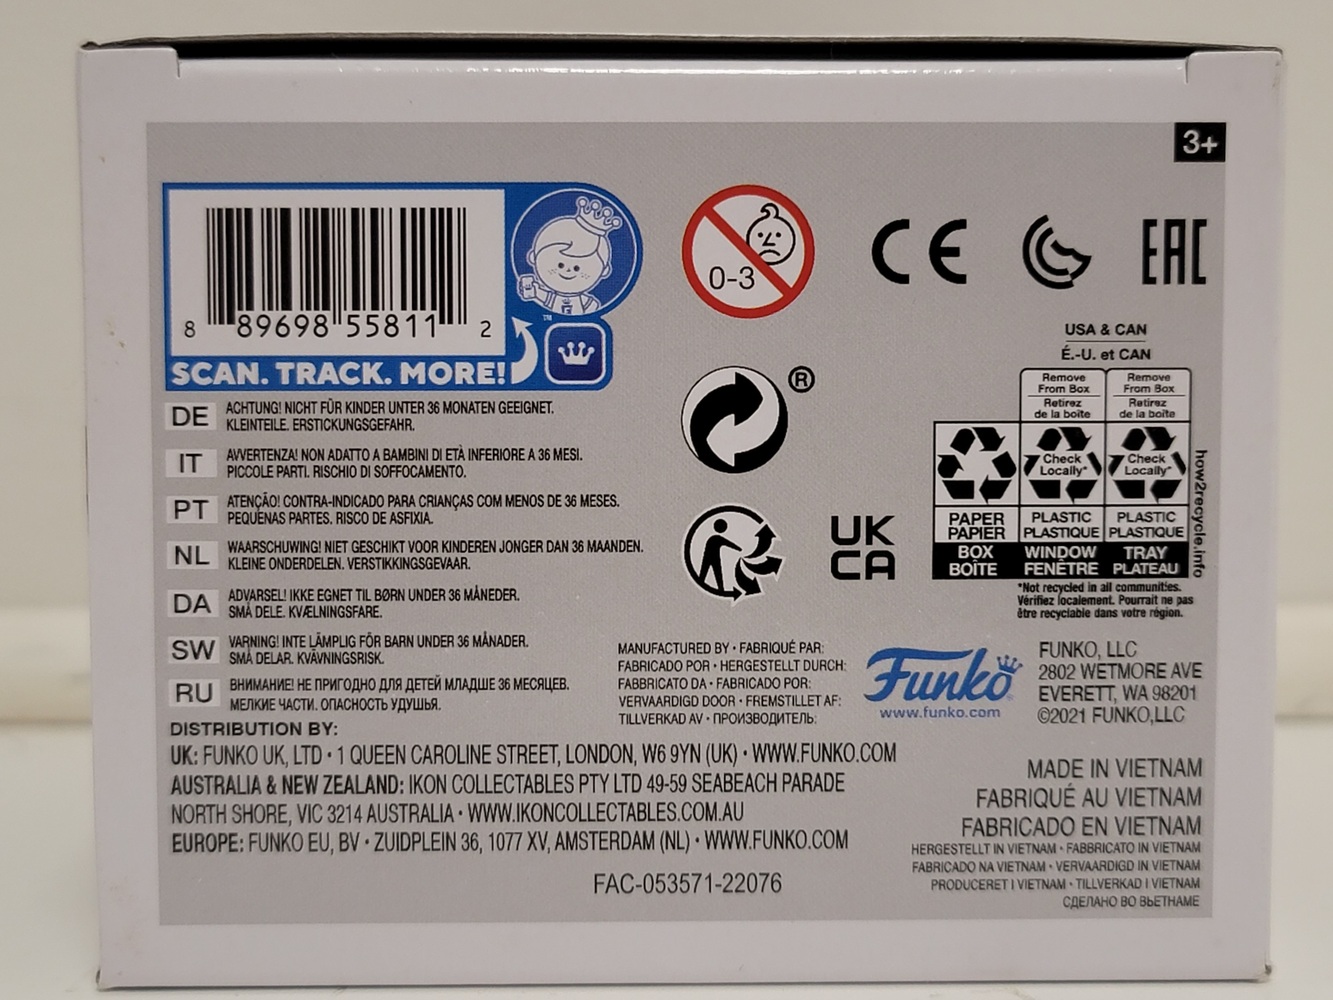 3+
8 89698 55811 2
SCAN. TRACK. MORE!
™
0-3
CE
EAC
®
UK
CA
DE ACHTUNG! NICHT FÜR KINDER UNTER 36 MONATEN GEEIGNET.
KLEINTEILE. ERSTICKUNGSGEFAHR.
IT AVVERTENZA! NON ADATTO A BAMBINI DI ETÀ INFERIORE A 36 MESI.
PICCOLE PARTI. RISCHIO DI SOFFOCAMENTO.
PT ATENÇÃO! CONTRA-INDICADO PARA CRIANÇAS COM MENOS DE 36 MESES.
PEQUENAS PARTES. RISCO DE ASFIXIA.
NL WAARSCHUWING! NIET GESCHIKT VOOR KINDEREN JONGER DAN 36 MAANDEN.
KLEINE ONDERDELEN. VERSTIKKINGSGEVAAR.
DA ADVARSEL! IKKE EGNET TIL BØRN UNDER 36 MÅNEDER.
SMÅ DELE. KVÆLNINGSFARE.
SW VARNING! INTE LÄMPLIG FÖR BARN UNDER 36 MÅNADER.
SMÅ DELAR. KVÄVNINGSRISK.
RU ВНИМАНИЕ! НЕ ПРИГОДНО ДЛЯ ДЕТЕЙ МЛАДШЕ 36 МЕСЯЦЕВ.
МЕЛКИЕ ЧАСТИ. ОПАСНОСТЬ УДУШЬЯ.
USA & CAN
É.-U. et CAN
Remove From Box Retirez de la boîte
Remove From Box Retirez de la boîte
Check Locally*
Check Locally*
PAPER PAPIER
PLASTIC PLASTIQUE
PLASTIC PLASTIQUE
BOX BOÎTE
WINDOW FENÊTRE
TRAY PLATEAU
how2recycle.info
*Not recycled in all communities.
Vérifiez localement. Pourrait ne pas
être recyclable dans votre région.
MANUFACTURED BY • FABRIQUÉ PAR:
FABRICADO POR • HERGESTELLT DURCH:
FABBRICATO DA • FABRICADO POR:
VERVAARDIGD DOOR • FREMSTILLET AF:
TILLVERKAD AV • ПРОИЗВОДИТЕЛЬ:
Funko
www.funko.com
FUNKO, LLC
2802 WETMORE AVE
EVERETT, WA 98201
©2021 FUNKO,LLC
DISTRIBUTION BY:
UK: FUNKO UK, LTD • 1 QUEEN CAROLINE STREET, LONDON, W6 9YN (UK) • WWW.FUNKO.COM
AUSTRALIA & NEW ZEALAND: IKON COLLECTABLES PTY LTD 49-59 SEABEACH PARADE
NORTH SHORE, VIC 3214 AUSTRALIA • WWW.IKONCOLLECTABLES.COM.AU
EUROPE: FUNKO EU, BV • ZUIDPLEIN 36, 1077 XV, AMSTERDAM (NL) • WWW.FUNKO.COM
FAC-053571-22076
MADE IN VIETNAM
FABRIQUÉ AU VIETNAM
FABRICADO EN VIETNAM
HERGESTELLT IN VIETNAM • FABBRICATO IN VIETNAM
FABRICADO NA VIETNAM • VERVAARDIGD IN VIETNAM
PRODUCERET I VIETNAM • TILLVERKAD I VIETNAM
СДЕЛАНО ВО ВЬЕТНАМЕ